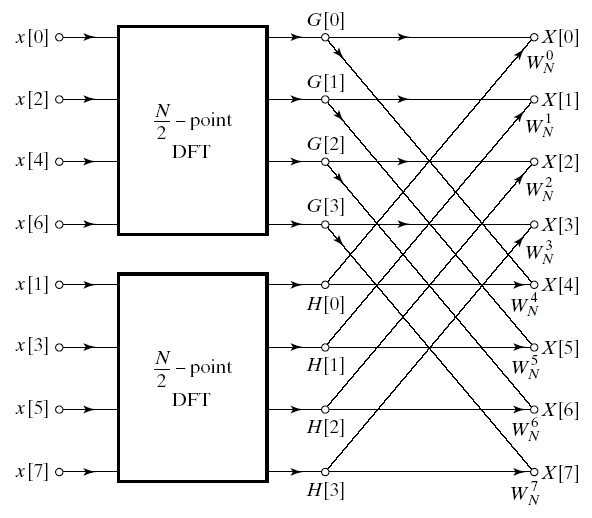 G[0]
x[0] X[0]
W_N^0
G[1]
x[2] X[1]
N/2 – point
DFT
W_N^1
G[2]
x[4] X[2]
W_N^2
G[3]
x[6] X[3]
W_N^3
x[1] X[4]
H[0] W_N^4
x[3] X[5]
N/2 – point
DFT
H[1] W_N^5
x[5] X[6]
H[2] W_N^6
x[7] X[7]
H[3] W_N^7